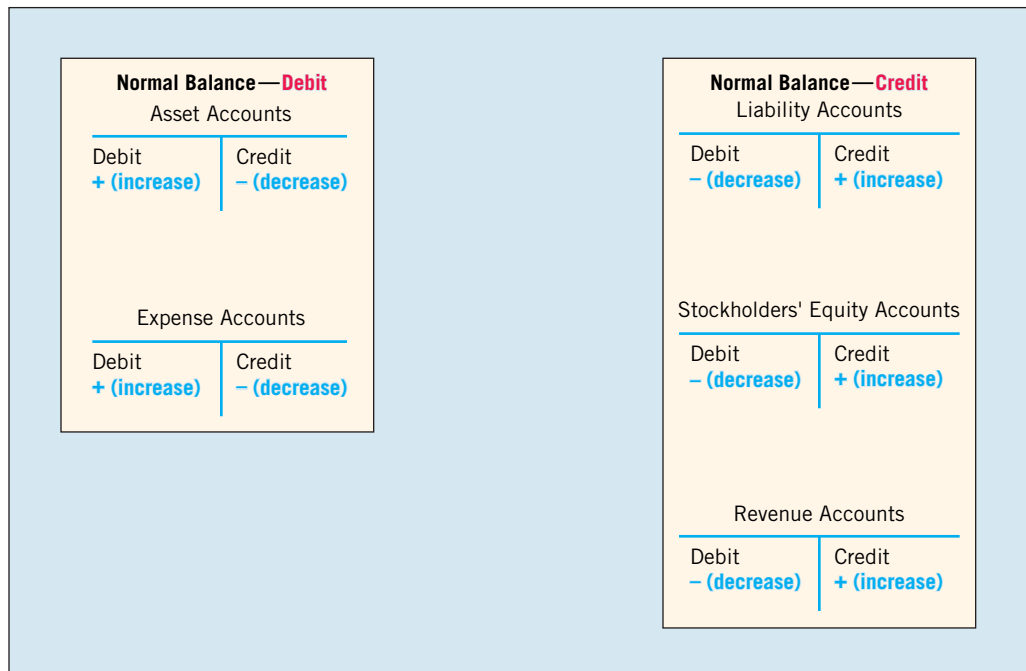 Normal Balance—Debit
Asset Accounts
Debit Credit
+ (increase) – (decrease)
Expense Accounts
Debit Credit
+ (increase) – (decrease)
Normal Balance—Credit
Liability Accounts
Debit Credit
– (decrease) + (increase)
Stockholders' Equity Accounts
Debit Credit
– (decrease) + (increase)
Revenue Accounts
Debit Credit
– (decrease) + (increase)